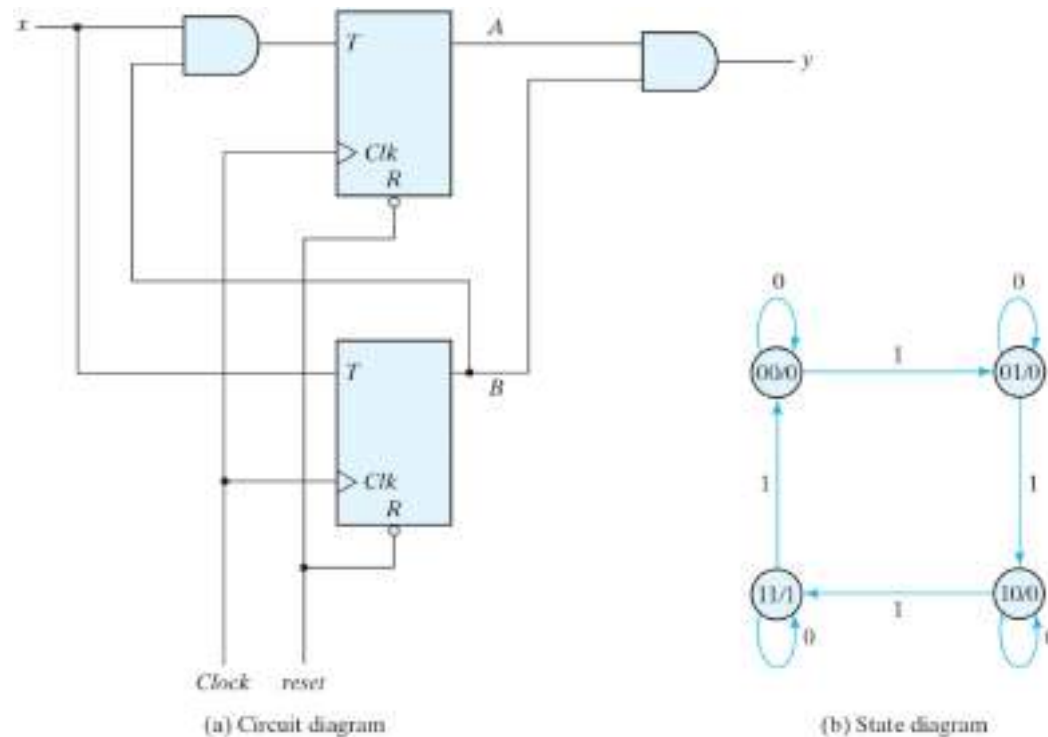 x
T
A
y
Clk
R
T
B
Clk
R
Clock
reset
(a) Circuit diagram
0
0
00/0
1
01/0
1
1
11/1
1
10/0
0
(b) State diagram